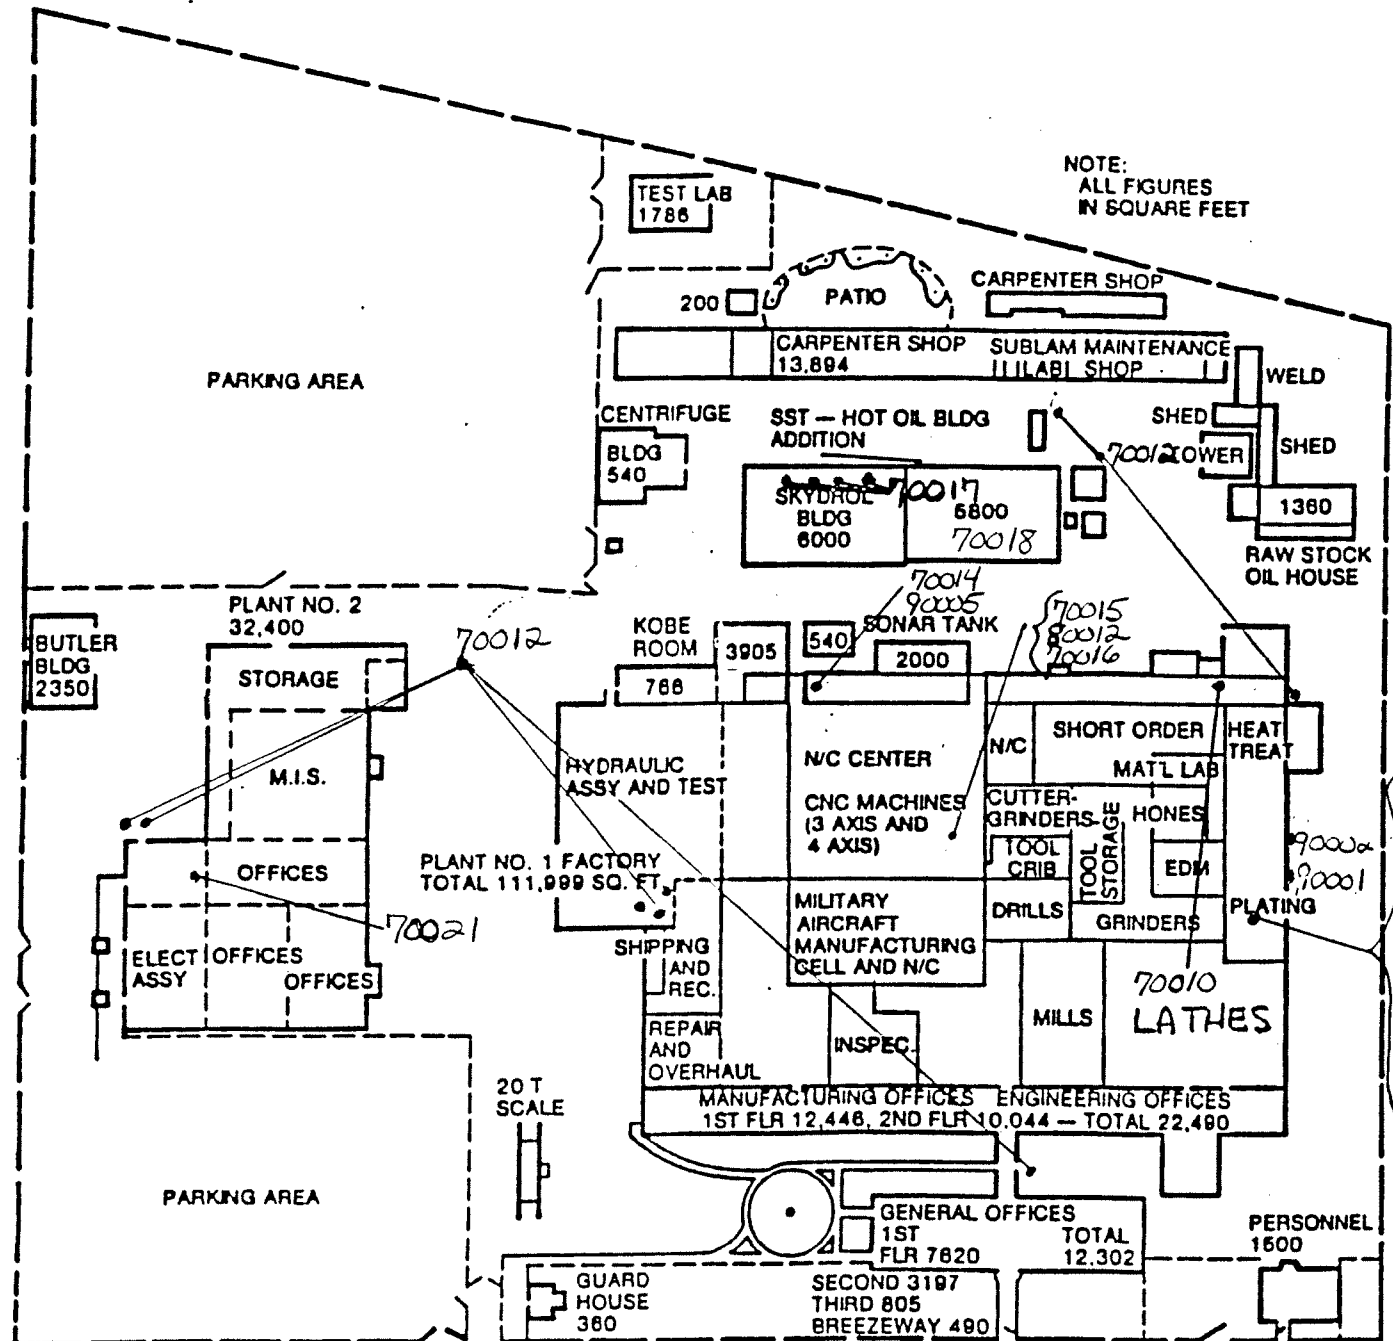 NOTE:
ALL FIGURES
IN SQUARE FEET
TEST LAB
1786
200
PATIO
CARPENTER SHOP
CARPENTER SHOP
13,894
SUBLAM MAINTENANCE
LAB SHOP
WELD
PARKING AREA
CENTRIFUGE
BLDG
540
SST — HOT OIL BLDG
ADDITION
SHED
SHED
70012
TOWER
SKYDROL
BLDG
6000
70017
6800
70018
1360
RAW STOCK
OIL HOUSE
PLANT NO. 2
32,400
BUTLER
BLDG
2350
STORAGE
70012
KOBE
ROOM
3905
766
540
70014
90005
SONAR TANK
2000
70015
80012
70016
M.I.S.
HYDRAULIC
ASSY AND TEST
N/C CENTER
CNC MACHINES
(3 AXIS AND
4 AXIS)
N/C
SHORT ORDER
HEAT
TREAT
MAT'L LAB
CUTTER-
GRINDERS
HONES
TOOL
CRIB
TOOL
STORAGE
EDM
90002
90001
OFFICES
PLANT NO. 1 FACTORY
TOTAL 111,999 SQ. FT.
MILITARY
AIRCRAFT
MANUFACTURING
CELL AND N/C
DRILLS
GRINDERS
PLATING
70021
ELECT
ASSY
OFFICES
OFFICES
SHIPPING
AND
REC.
70010
LATHES
MILLS
REPAIR
AND
OVERHAUL
INSPEC.
20 T
SCALE
MANUFACTURING OFFICES ENGINEERING OFFICES
1ST FLR 12,446, 2ND FLR 10,044 — TOTAL 22,490
PARKING AREA
GENERAL OFFICES
1ST TOTAL
FLR 7620 12,302
PERSONNEL
1500
GUARD
HOUSE
360
SECOND 3197
THIRD 805
BREEZEWAY 490